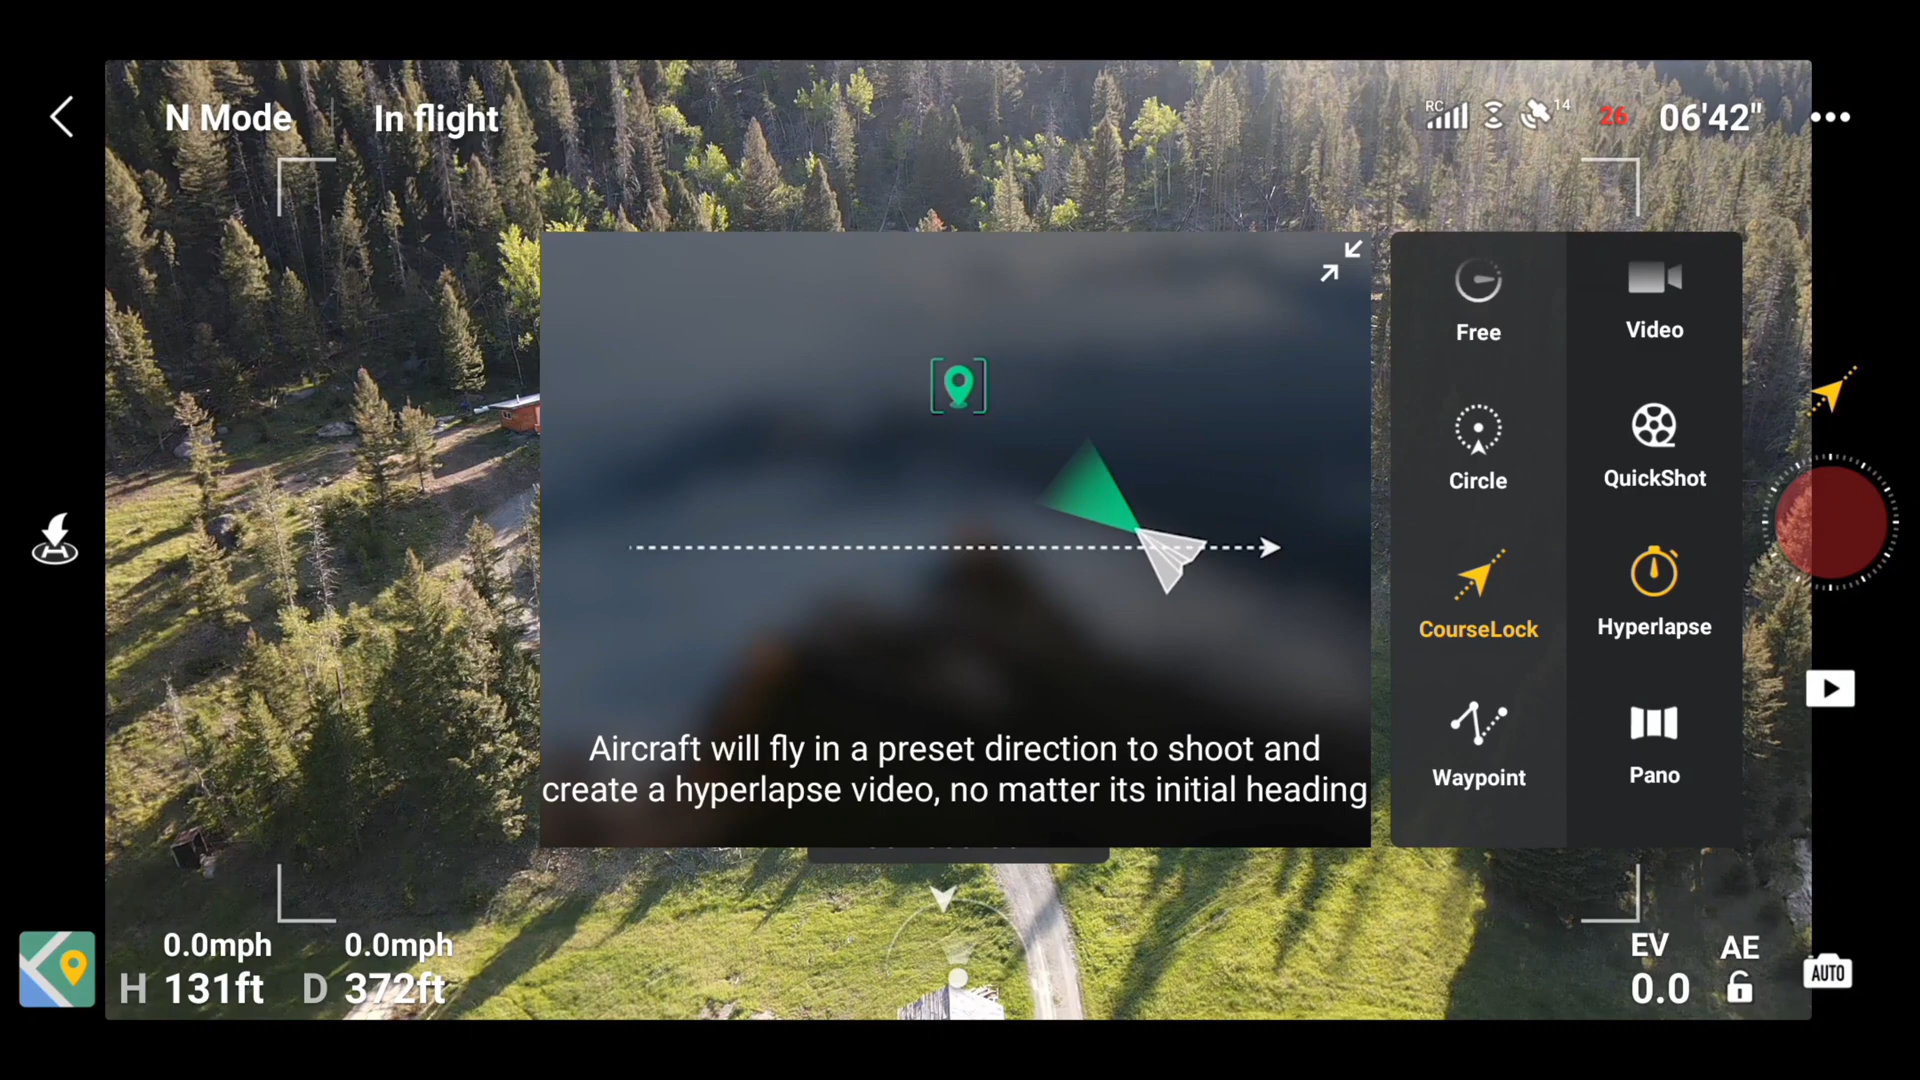 N Mode In flight RC 14 26 06'42"
Free Video
Circle QuickShot
CourseLock Hyperlapse
Waypoint Pano
Aircraft will fly in a preset direction to shoot and
create a hyperlapse video, no matter its initial heading
0.0mph 0.0mph
H 131ft D 372ft
EV AE
0.0 AUTO